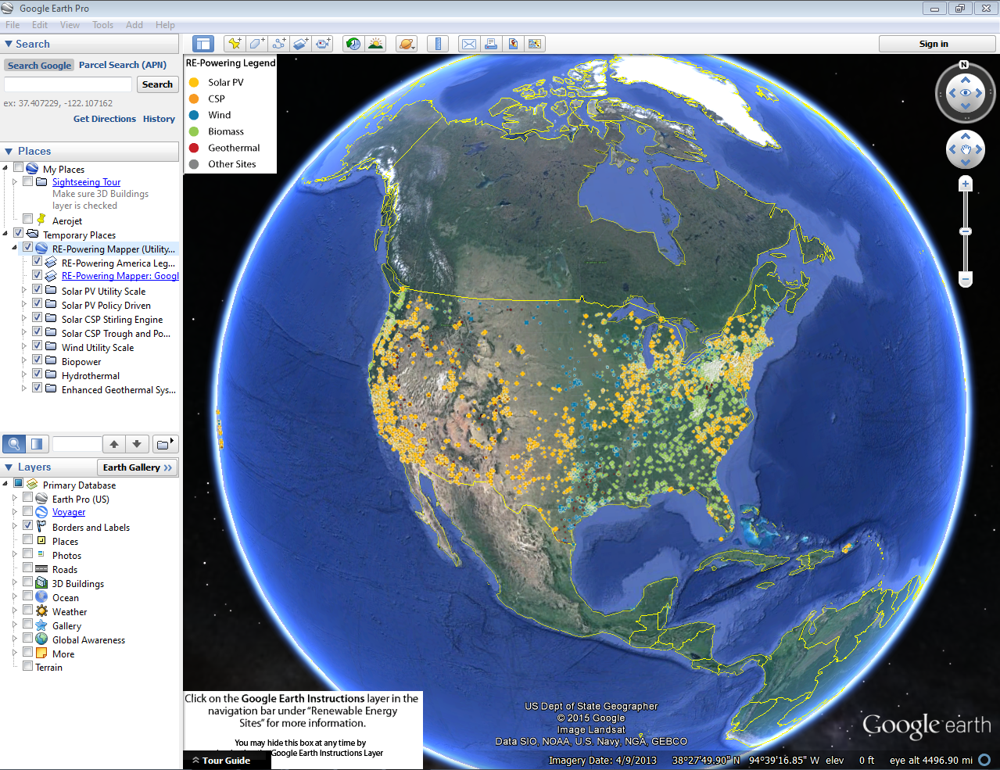 Google Earth Pro
File Edit View Tools Add Help
Search
Search Google Parcel Search (APN)
Search
ex: 37.407229, -122.107162
Get Directions History
Places
My Places
Sightseeing Tour
Make sure 3D Buildings
layer is checked
Aerojet
Temporary Places
RE-Powering Mapper (Utility...
RE-Powering America Leg...
RE-Powering Mapper: Googl
Solar PV Utility Scale
Solar PV Policy Driven
Solar CSP Stirling Engine
Solar CSP Trough and Po...
Wind Utility Scale
Biopower
Hydrothermal
Enhanced Geothermal Sys...
Layers
Earth Gallery >>
Primary Database
Earth Pro (US)
Voyager
Borders and Labels
Places
Photos
Roads
3D Buildings
Ocean
Weather
Gallery
Global Awareness
More
Terrain
Sign in
RE-Powering Legend
Solar PV
CSP
Wind
Biomass
Geothermal
Other Sites
N
Click on the Google Earth Instructions layer in the
navigation bar under "Renewable Energy
Sites" for more information.
You may hide this box at any time by
Google Earth Instructions Layer
Tour Guide
US Dept of State Geographer
© 2015 Google
Image Landsat
Data SIO, NOAA, U.S. Navy, NGA, GEBCO
Google earth
Imagery Date: 4/9/2013 38°27'49.90" N 94°39'16.85" W elev 0 ft eye alt 4496.90 mi